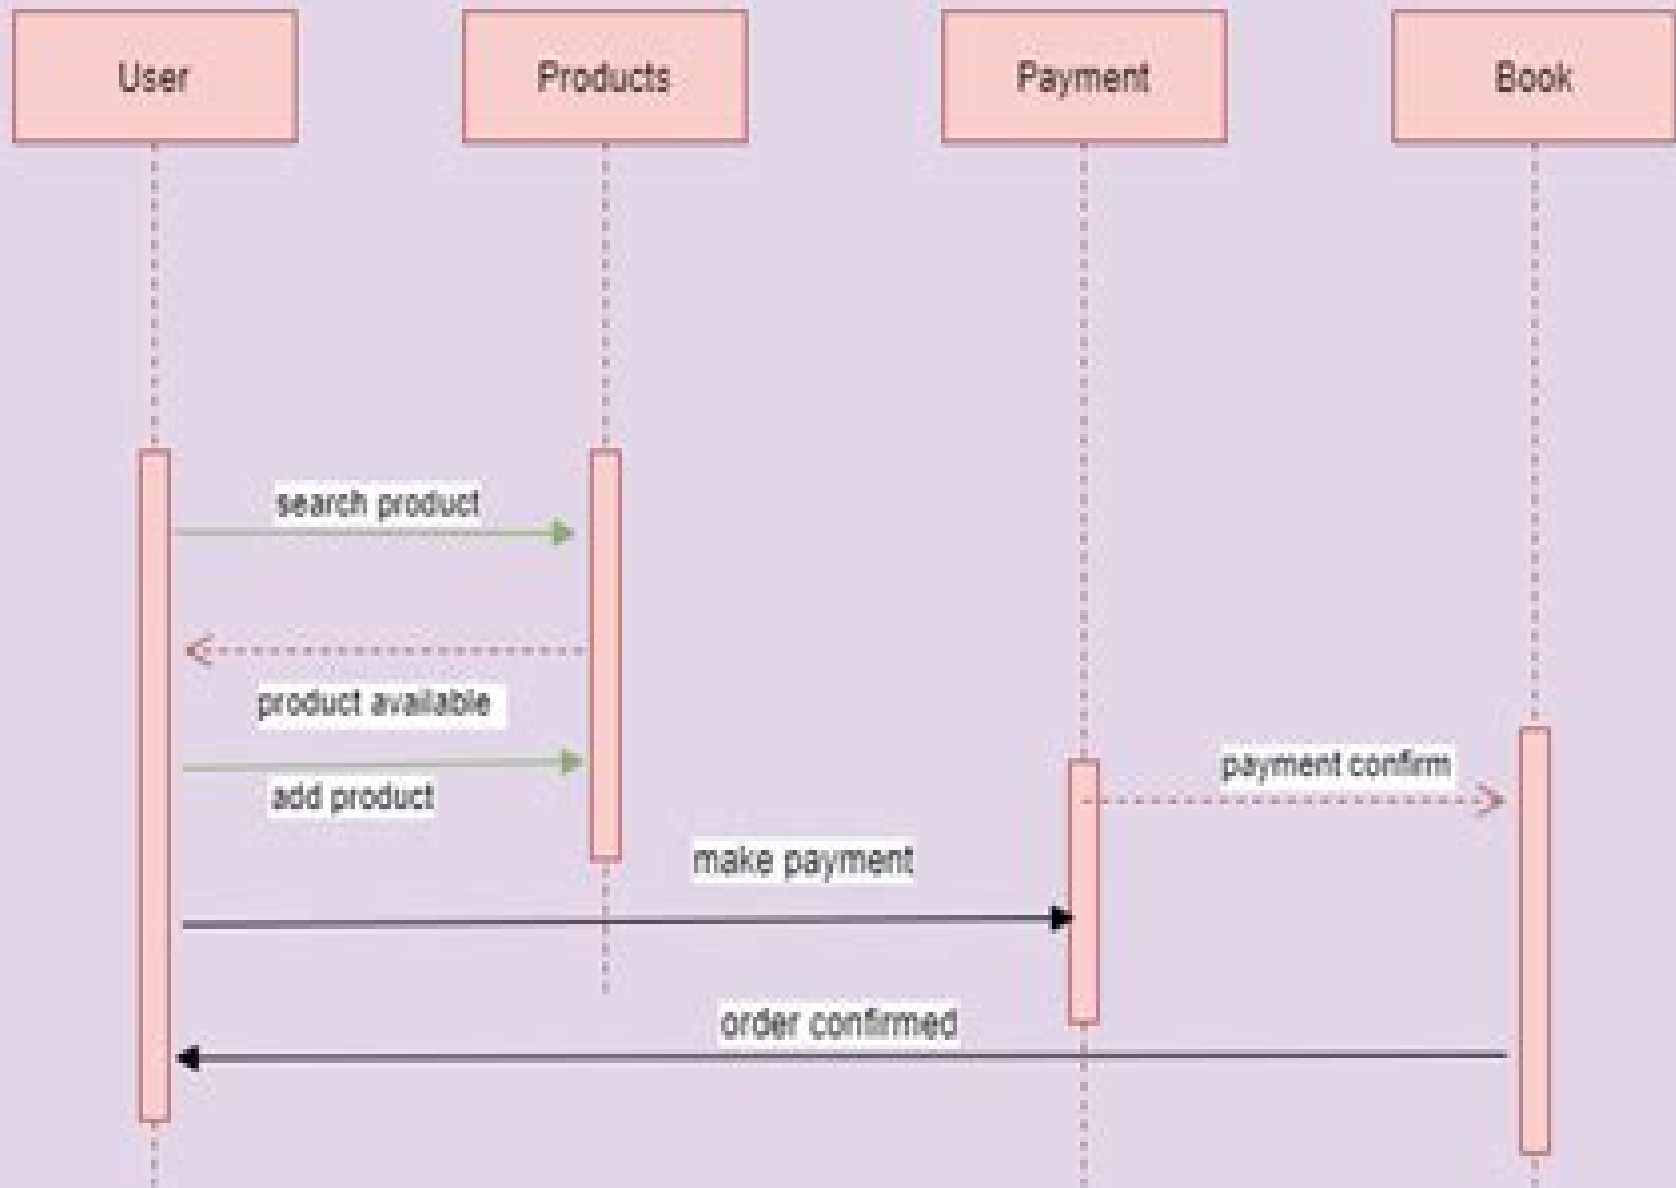 User
Products
Payment
Book
search product
product available
payment confirm
add product
make payment
order confirmed